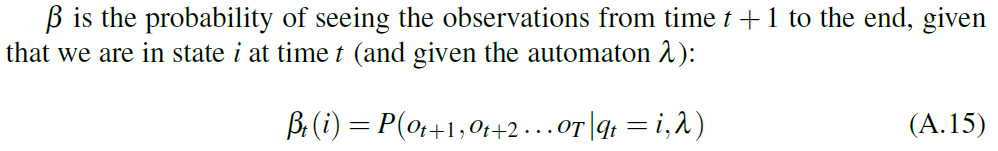 β is the probability of seeing the observations from time t + 1 to the end, given
that we are in state i at time t (and given the automaton λ):
βₜ(i) = P(oₜ₊₁, oₜ₊₂ ... o_T |qₜ = i, λ) (A.15)